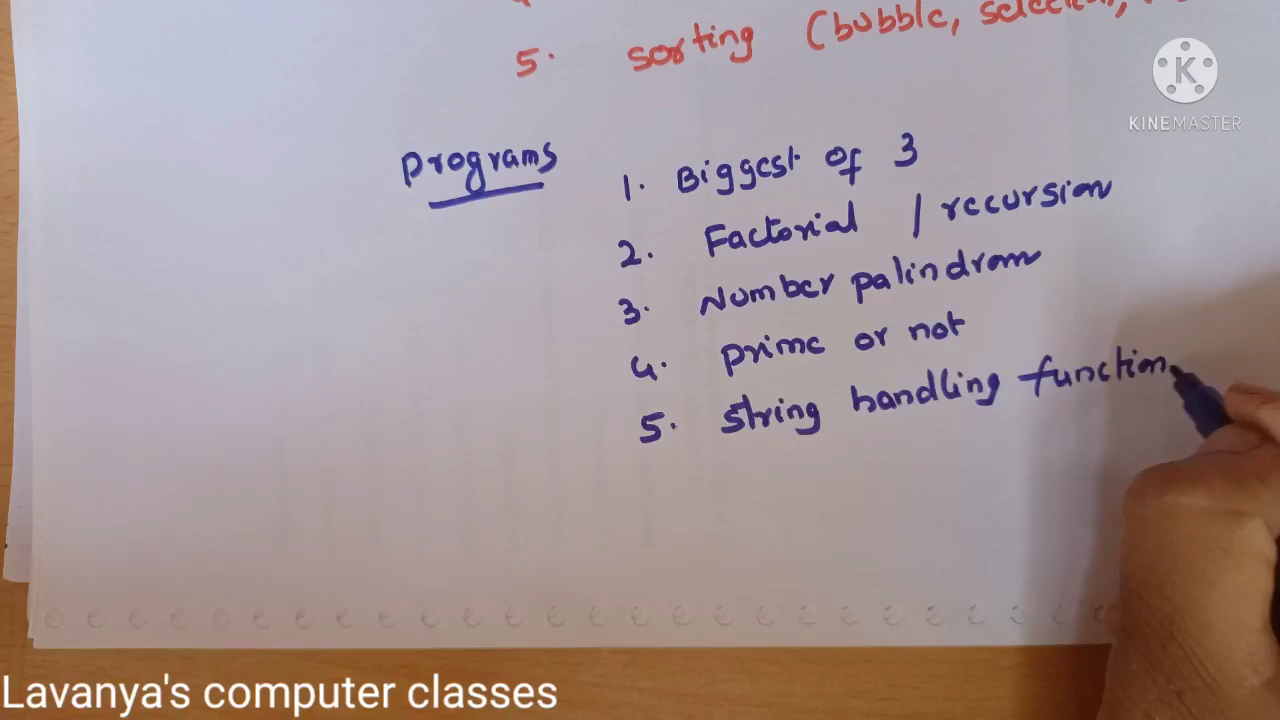 5. sorting (bubble,
KINEMASTER
Programs
1. Biggest of 3
2. Factorial / recursion
3. Number palindrom
4. prime or not
5. string handling function
Lavanya's computer classes